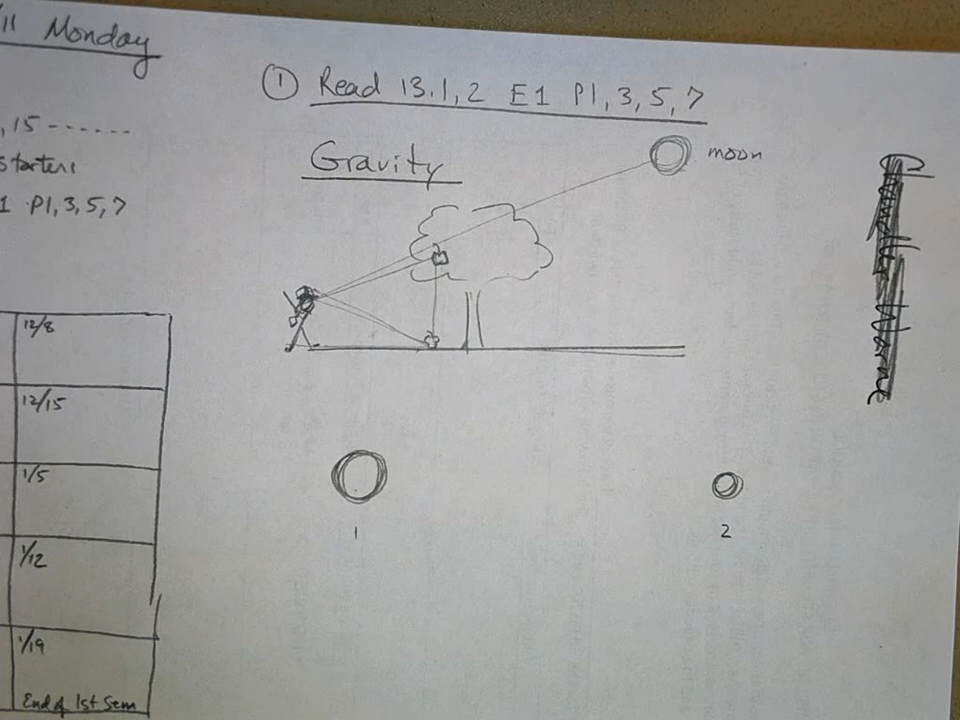 /11 Monday
, 15 ------
starters
1 P1, 3, 5, 7
12/8
12/15
1/5
1/12
1/19
End of 1st Sem
① Read 13.1, 2 E1 P1, 3, 5, 7
Gravity
moon
1
2